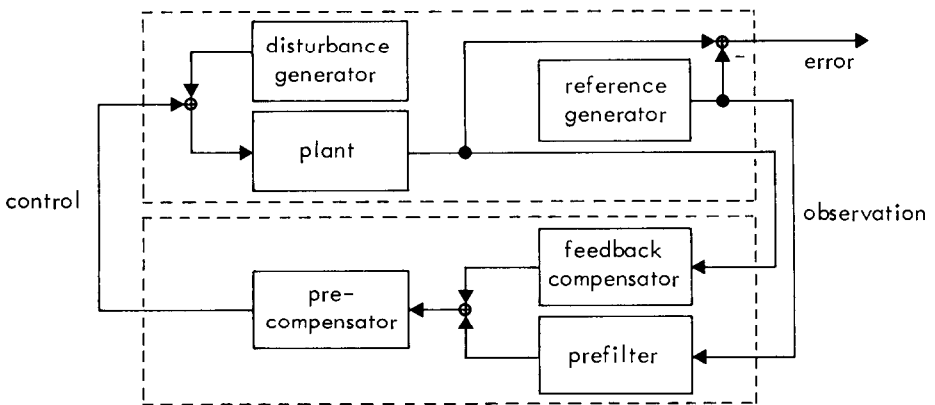 disturbance
generator
plant
reference
generator
error
control
observation
feedback
compensator
pre-
compensator
prefilter